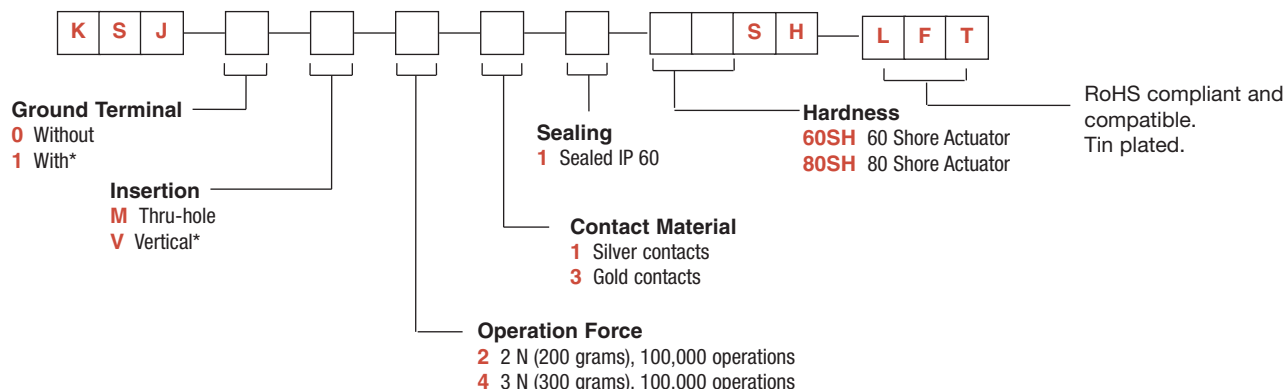 K S J S H L F T
Ground Terminal
0 Without
1 With*
Insertion
M Thru-hole
V Vertical*
Operation Force
2 2 N (200 grams), 100,000 operations
4 3 N (300 grams), 100,000 operations
Contact Material
1 Silver contacts
3 Gold contacts
Sealing
1 Sealed IP 60
Hardness
60SH 60 Shore Actuator
80SH 80 Shore Actuator
RoHS compliant and
compatible.
Tin plated.